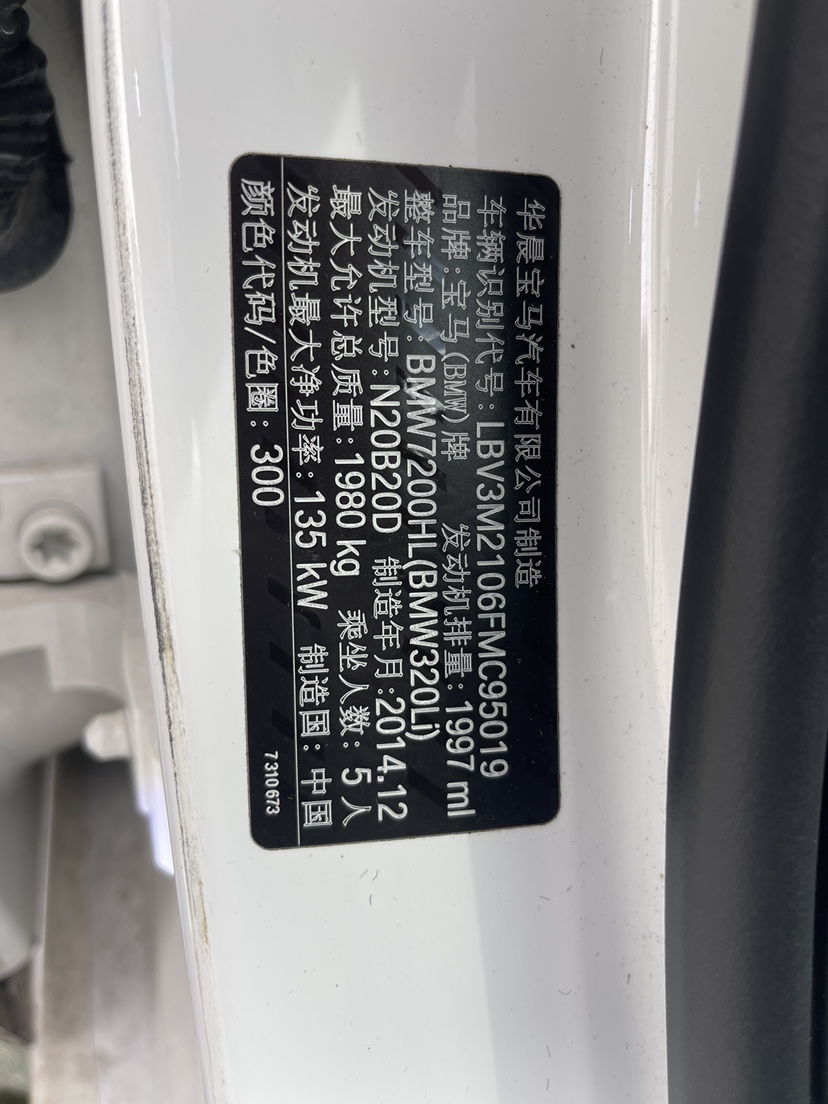 华晨宝马汽车有限公司制造
车辆识别代号:LBV3M2106FMC95019
品牌:宝马(BMW)牌 发动机排量:1997 ml
整车型号:BMW7200HL(BMW320Li)
发动机型号:N20B20D 制造年月:2014.12
最大允许总质量:1980 kg 乘坐人数:5人
发动机最大净功率:135 kW 制造国:中国
颜色代码/色圈:300
7310673